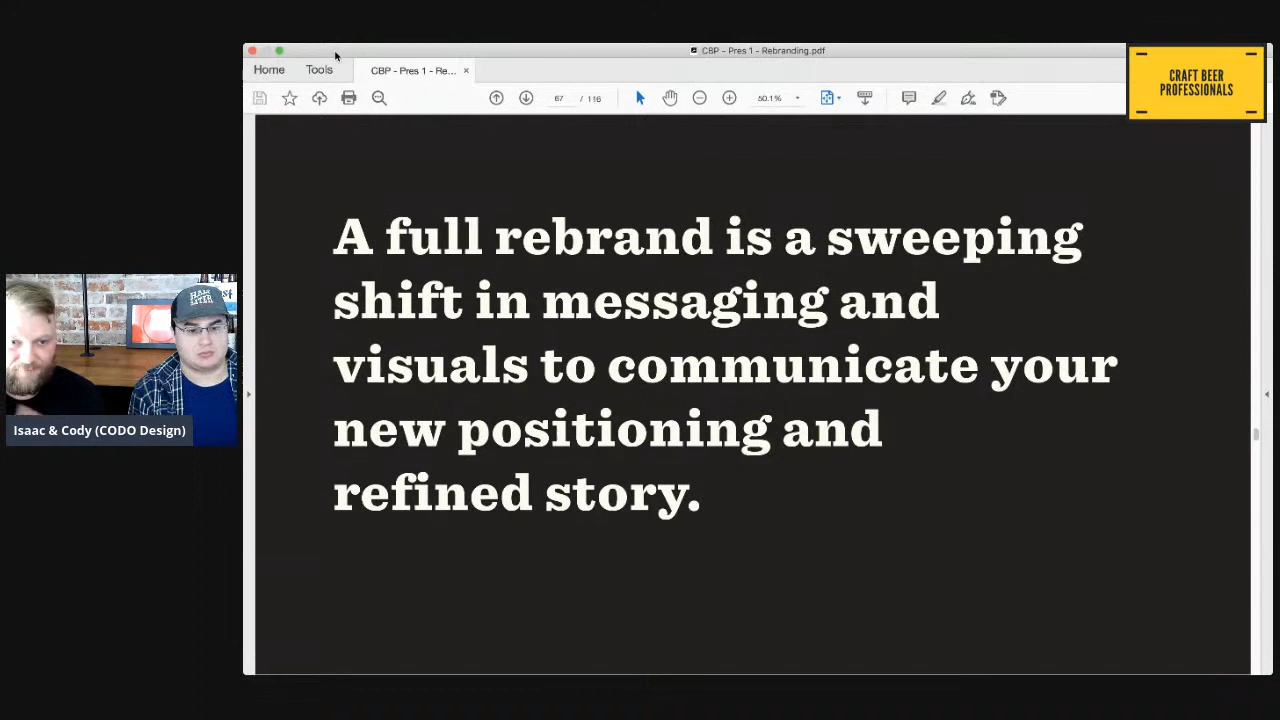 CBP - Pres 1 - Rebranding.pdf
Home
Tools
CBP - Pres 1 - Re... ×
67 / 116
50.1%
CRAFT BEER
PROFESSIONALS
A full rebrand is a sweeping
shift in messaging and
visuals to communicate your
new positioning and
refined story.
Isaac & Cody (CODO Design)